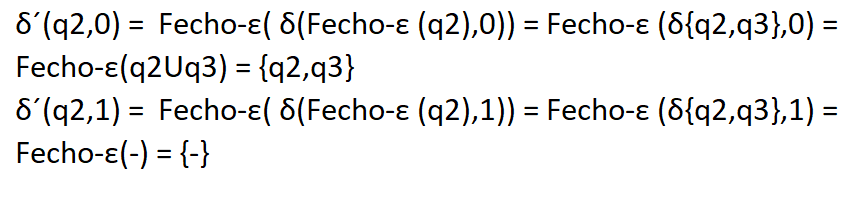 δ´(q2,0) = Fecho-ε( δ(Fecho-ε (q2),0)) = Fecho-ε (δ{q2,q3},0) =
Fecho-ε(q2Uq3) = {q2,q3}
δ´(q2,1) = Fecho-ε( δ(Fecho-ε (q2),1)) = Fecho-ε (δ{q2,q3},1) =
Fecho-ε(-) = {-}